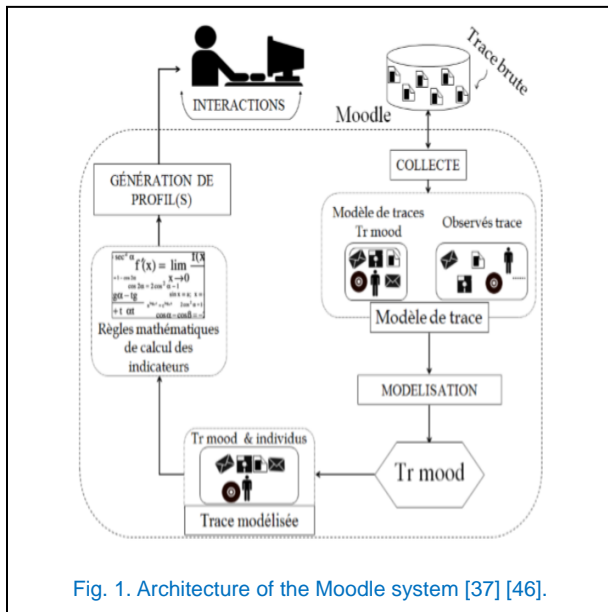 INTERACTIONS
Trace brute
Moodle
COLLECTE
GÉNÉRATION DE
PROFIL(S)
Modèle de traces
Tr mood
Observés trace
Modèle de trace
f'(x) = lim
x→0
f(x
Règles mathématiques
de calcul des
indicateurs
MODELISATION
Tr mood & individus
Trace modélisée
Tr mood
Fig. 1. Architecture of the Moodle system [37] [46].